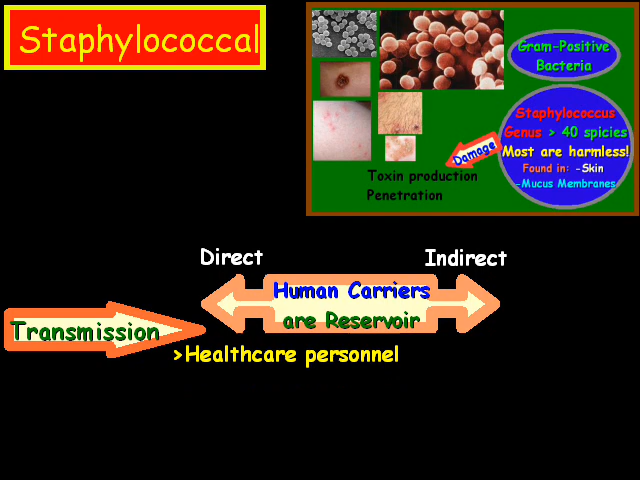 Staphylococcal
Gram-Positive
Bacteria
Staphylococcus
Genus > 40 spicies
Most are harmless!
Found in: -Skin
-Mucus Membranes
Damage
Toxin production
Penetration
Direct
Indirect
Human Carriers
are Reservoir
Transmission
>Healthcare personnel